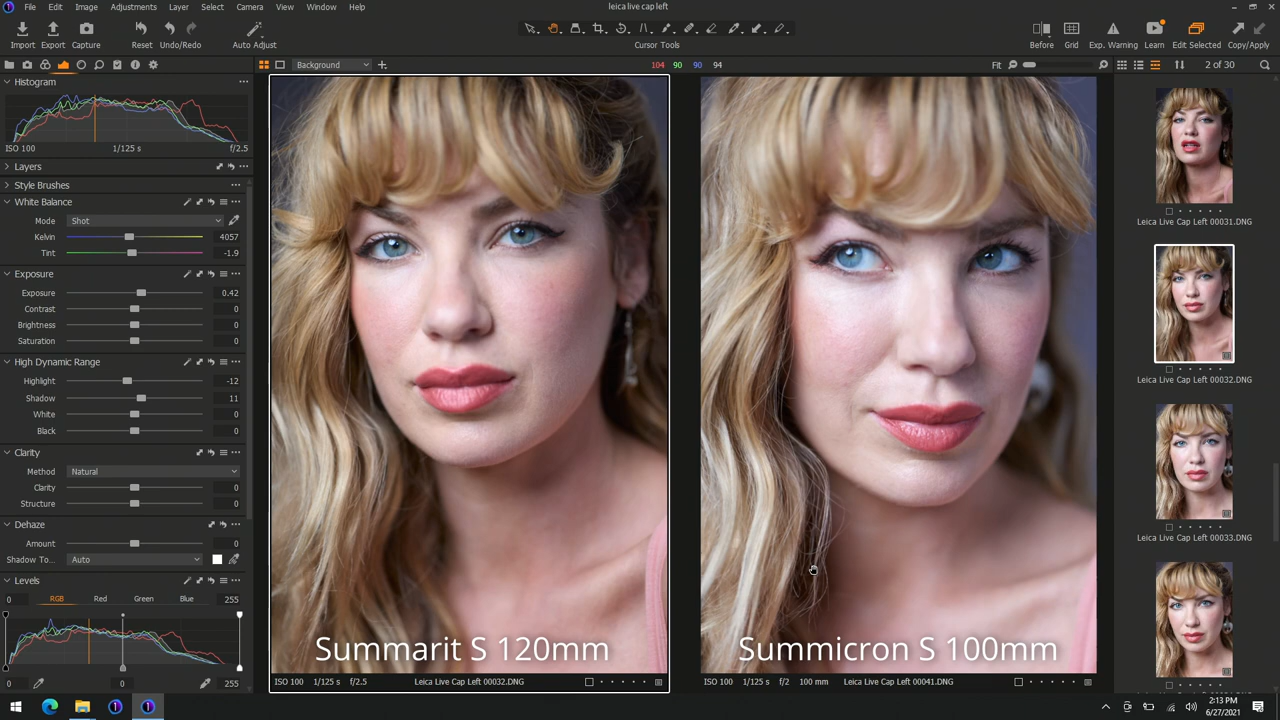 File Edit Image Adjustments Layer Select Camera View Window Help
leica live cap left
Import Export Capture Reset Undo/Redo Auto Adjust
Cursor Tools
Before Grid Exp. Warning Learn Edit Selected Copy/Apply
Background
104 90 90 94
Fit
2 of 30
Histogram
ISO 100 1/125 s f/2.5
Layers
Style Brushes
White Balance
Mode Shot
Kelvin 4057
Tint -1.9
Exposure
Exposure 0.42
Contrast 0
Brightness 0
Saturation 0
High Dynamic Range
Highlight -12
Shadow 11
White 0
Black 0
Clarity
Method Natural
Clarity 0
Structure 0
Dehaze
Amount 0
Shadow To... Auto
Levels
0 RGB Red Green Blue 255
0 0 255
Summarit S 120mm
ISO 100 1/125 s f/2.5 Leica Live Cap Left 00032.DNG
Summicron S 100mm
ISO 100 1/125 s f/2 100 mm Leica Live Cap Left 00041.DNG
Leica Live Cap Left 00031.DNG
Leica Live Cap Left 00032.DNG
Leica Live Cap Left 00033.DNG
2:13 PM
6/27/2021